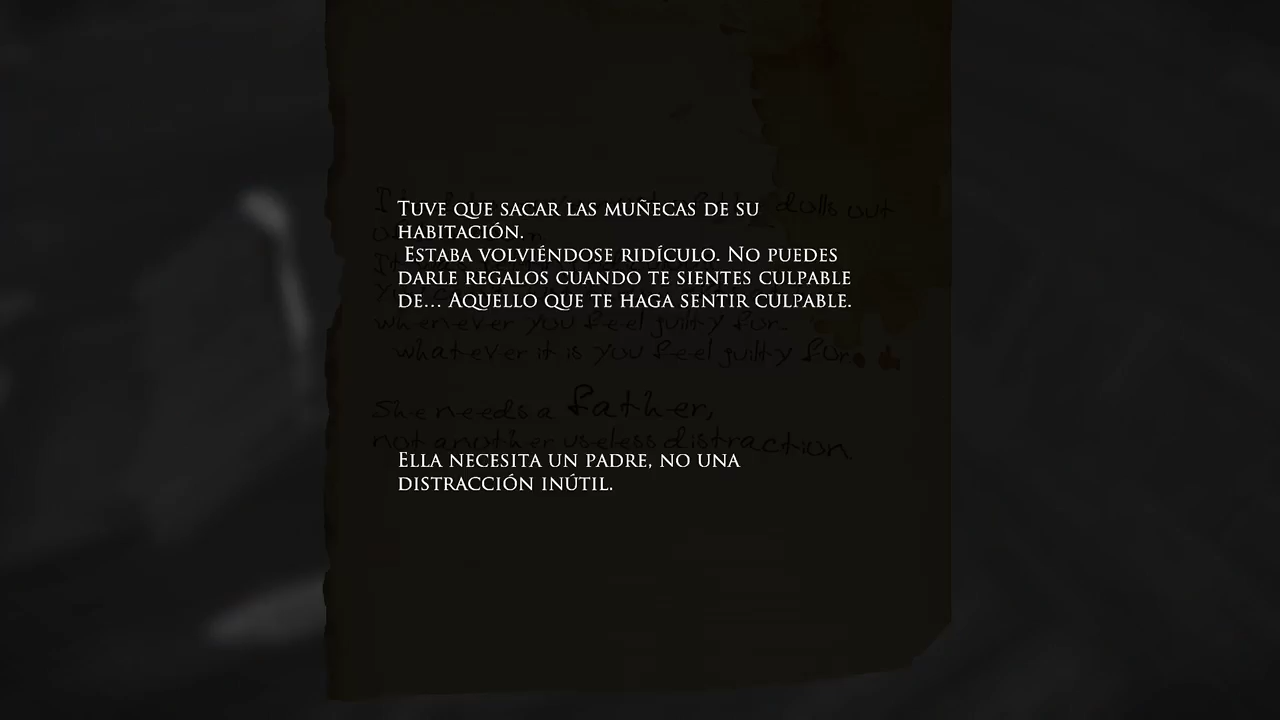 Tuve que sacar las muñecas de su
habitación.
Estaba volviéndose ridículo. No puedes
darle regalos cuando te sientes culpable
de... Aquello que te haga sentir culpable.
dolls out
whenever you feel guilty for..
whatever it is you feel guilty for.
She needs a father,
not another useless distraction.
Ella necesita un padre, no una
distracción inútil.